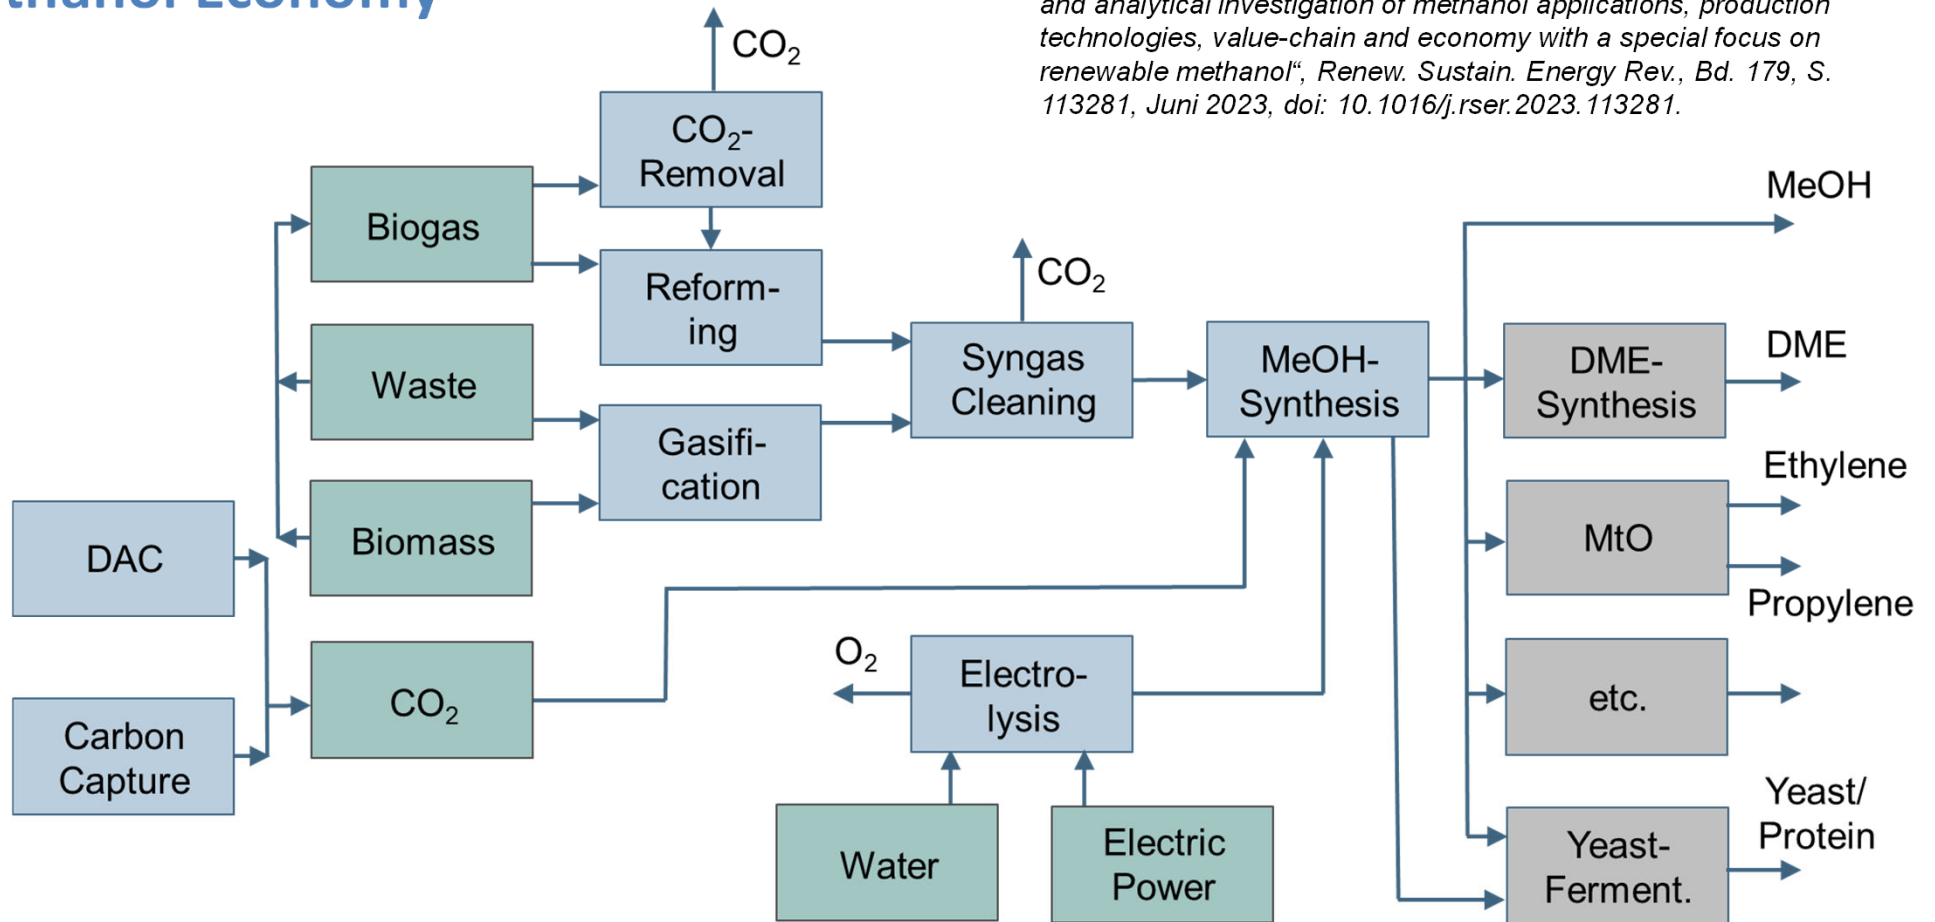 thanol Economy
and analytical investigation of methanol applications, production
technologies, value-chain and economy with a special focus on
renewable methanol“, Renew. Sustain. Energy Rev., Bd. 179, S.
113281, Juni 2023, doi: 10.1016/j.rser.2023.113281.
CO₂
CO₂-
Removal
Biogas
Reform-
ing
CO₂
Waste
Gasifi-
cation
Syngas
Cleaning
MeOH-
Synthesis
MeOH
DME-
Synthesis
DME
Biomass
DAC
MtO
Ethylene
Propylene
CO₂
Carbon
Capture
O₂
Electro-
lysis
etc.
Water
Electric
Power
Yeast-
Ferment.
Yeast/
Protein